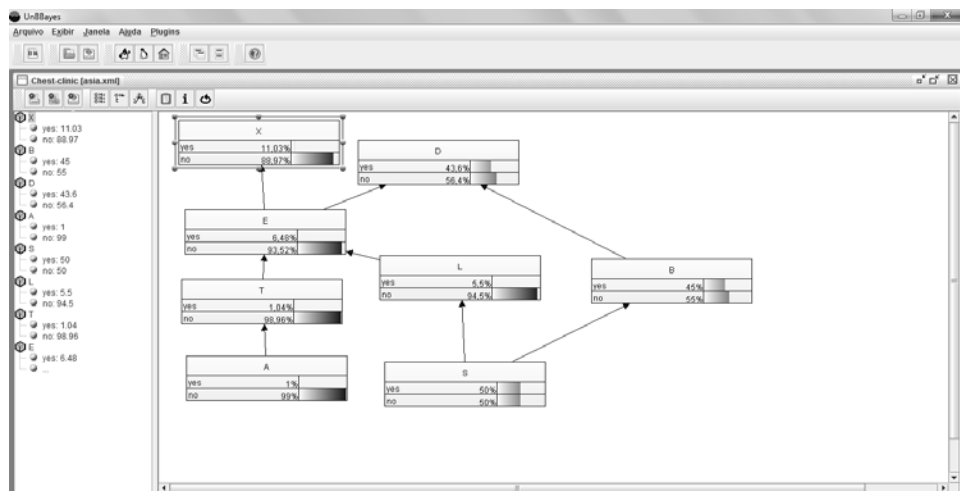 UnBBayes
Arquivo Exibir Janela Ajuda Plugins
Chest-clinic [asia.xml]
X
yes: 11.03
no: 88.97
B
yes: 45
no: 55
D
yes: 43.6
no: 56.4
A
yes: 1
no: 99
S
yes: 50
no: 50
L
yes: 5.5
no: 94.5
T
yes: 1.04
no: 98.96
E
yes: 6.48
...
X
yes 11,03%
no 88,97%
D
yes 43,6%
no 56,4%
E
yes 6,48%
no 93,52%
L
yes 5,5%
no 94,5%
B
yes 45%
no 55%
T
yes 1,04%
no 98,96%
A
yes 1%
no 99%
S
yes 50%
no 50%